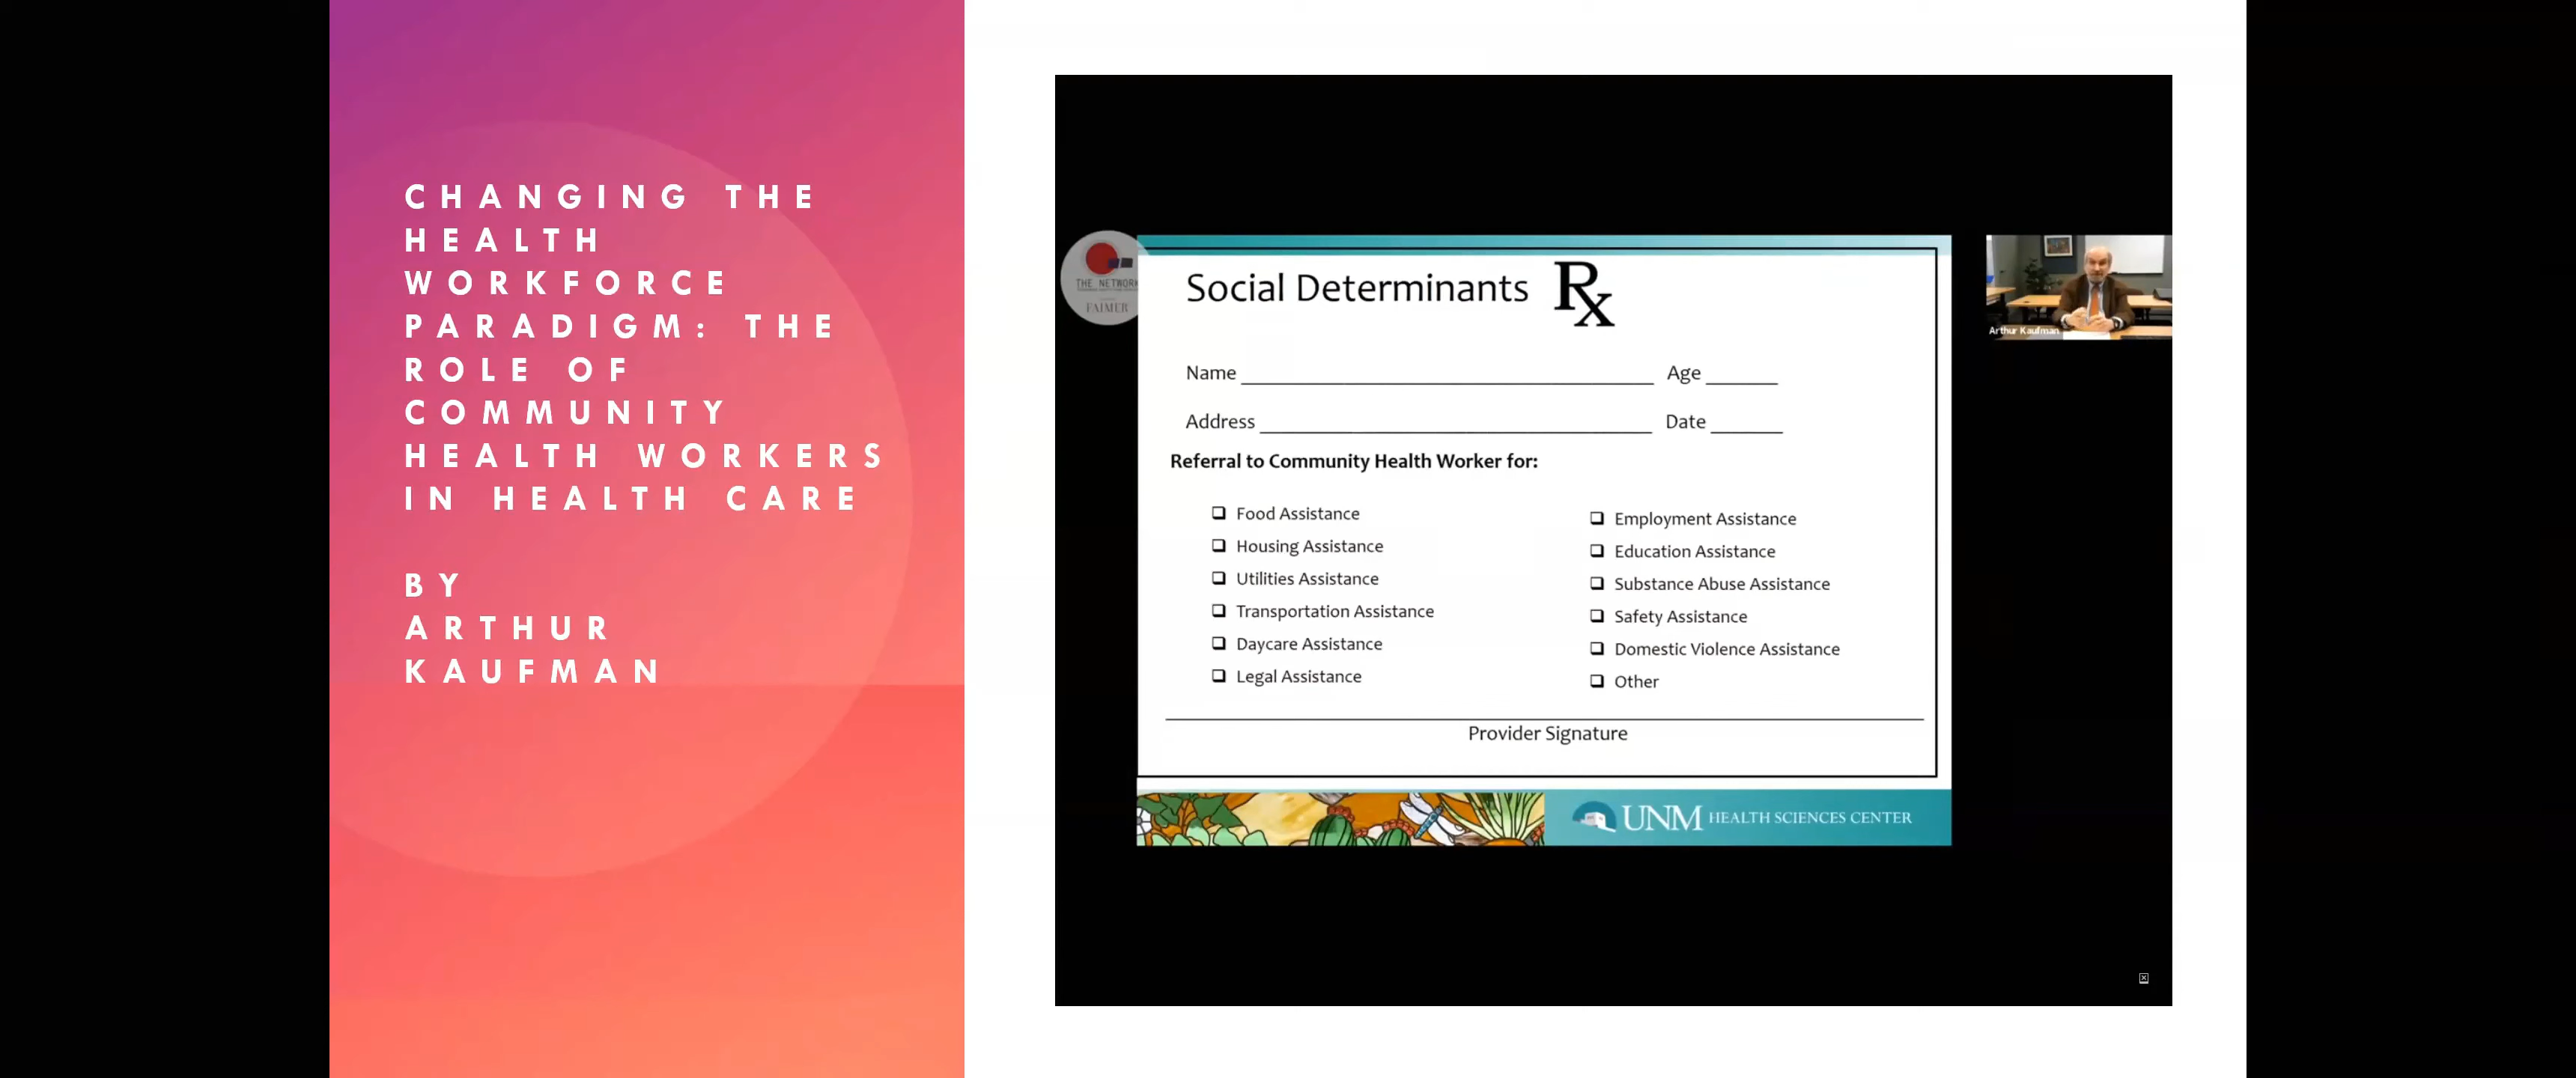 CHANGING THE
HEALTH
WORKFORCE
PARADIGM: THE
ROLE OF
COMMUNITY
HEALTH WORKERS
IN HEALTH CARE
BY
ARTHUR
KAUFMAN
THE NETWORK
FAIMER
Social Determinants Rx
Name Age
Address Date
Referral to Community Health Worker for:
Food Assistance
Housing Assistance
Utilities Assistance
Transportation Assistance
Daycare Assistance
Legal Assistance
Employment Assistance
Education Assistance
Substance Abuse Assistance
Safety Assistance
Domestic Violence Assistance
Other
Provider Signature
UNM HEALTH SCIENCES CENTER
Arthur Kaufman